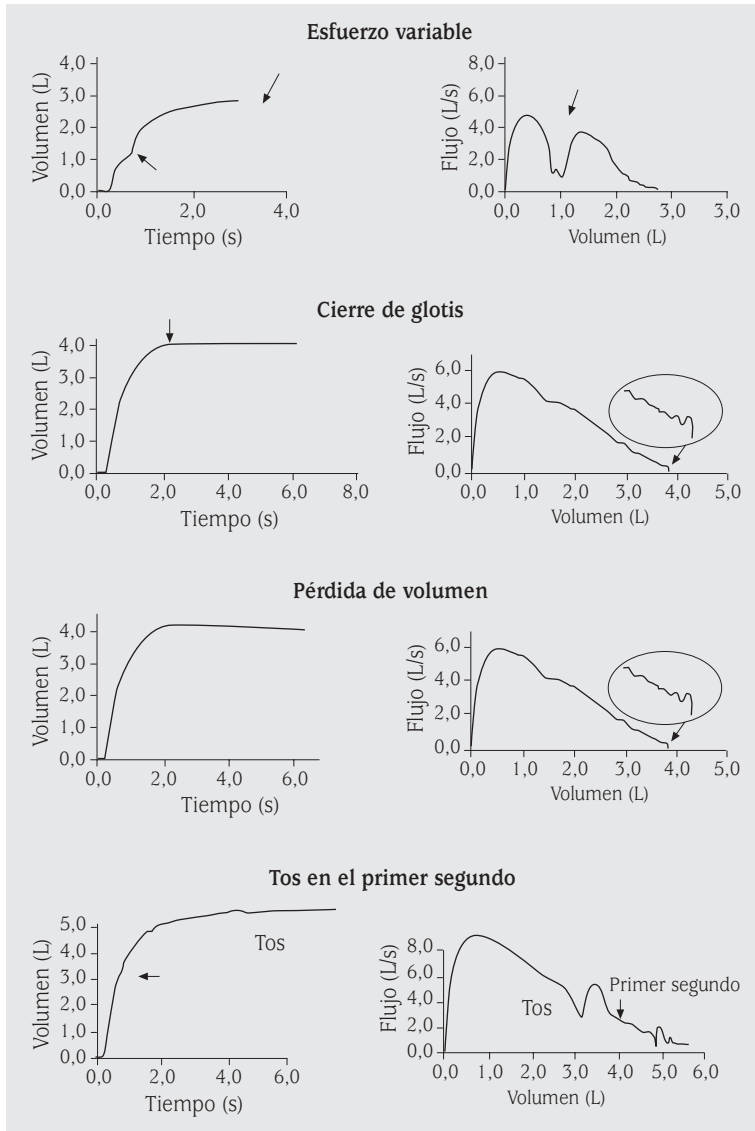 Esfuerzo variable
Volumen (L)
4,0
3,0
2,0
1,0
0,0
0,0 2,0 4,0
Tiempo (s)
Flujo (L/s)
8,0
6,0
4,0
2,0
0,0
0,0 1,0 2,0 3,0 3,0
Volumen (L)
Cierre de glotis
Volumen (L)
4,0
3,0
2,0
1,0
0,0
0,0 2,0 4,0 6,0 8,0
Tiempo (s)
Flujo (L/s)
6,0
4,0
2,0
0,0
0,0 1,0 2,0 3,0 4,0 5,0
Volumen (L)
Pérdida de volumen
Volumen (L)
4,0
3,0
2,0
1,0
0,0
0,0 2,0 4,0 6,0
Tiempo (s)
Flujo (L/s)
6,0
4,0
2,0
0,0
0,0 1,0 2,0 3,0 4,0 5,0
Volumen (L)
Tos en el primer segundo
Volumen (L)
5,0
4,0
3,0
2,0
1,0
0,0
Tos
0,0 2,0 4,0 6,0
Tiempo (s)
Flujo (L/s)
8,0
6,0
4,0
2,0
0,0
Tos
Primer segundo
0,0 1,0 2,0 3,0 4,0 5,0 6,0
Volumen (L)